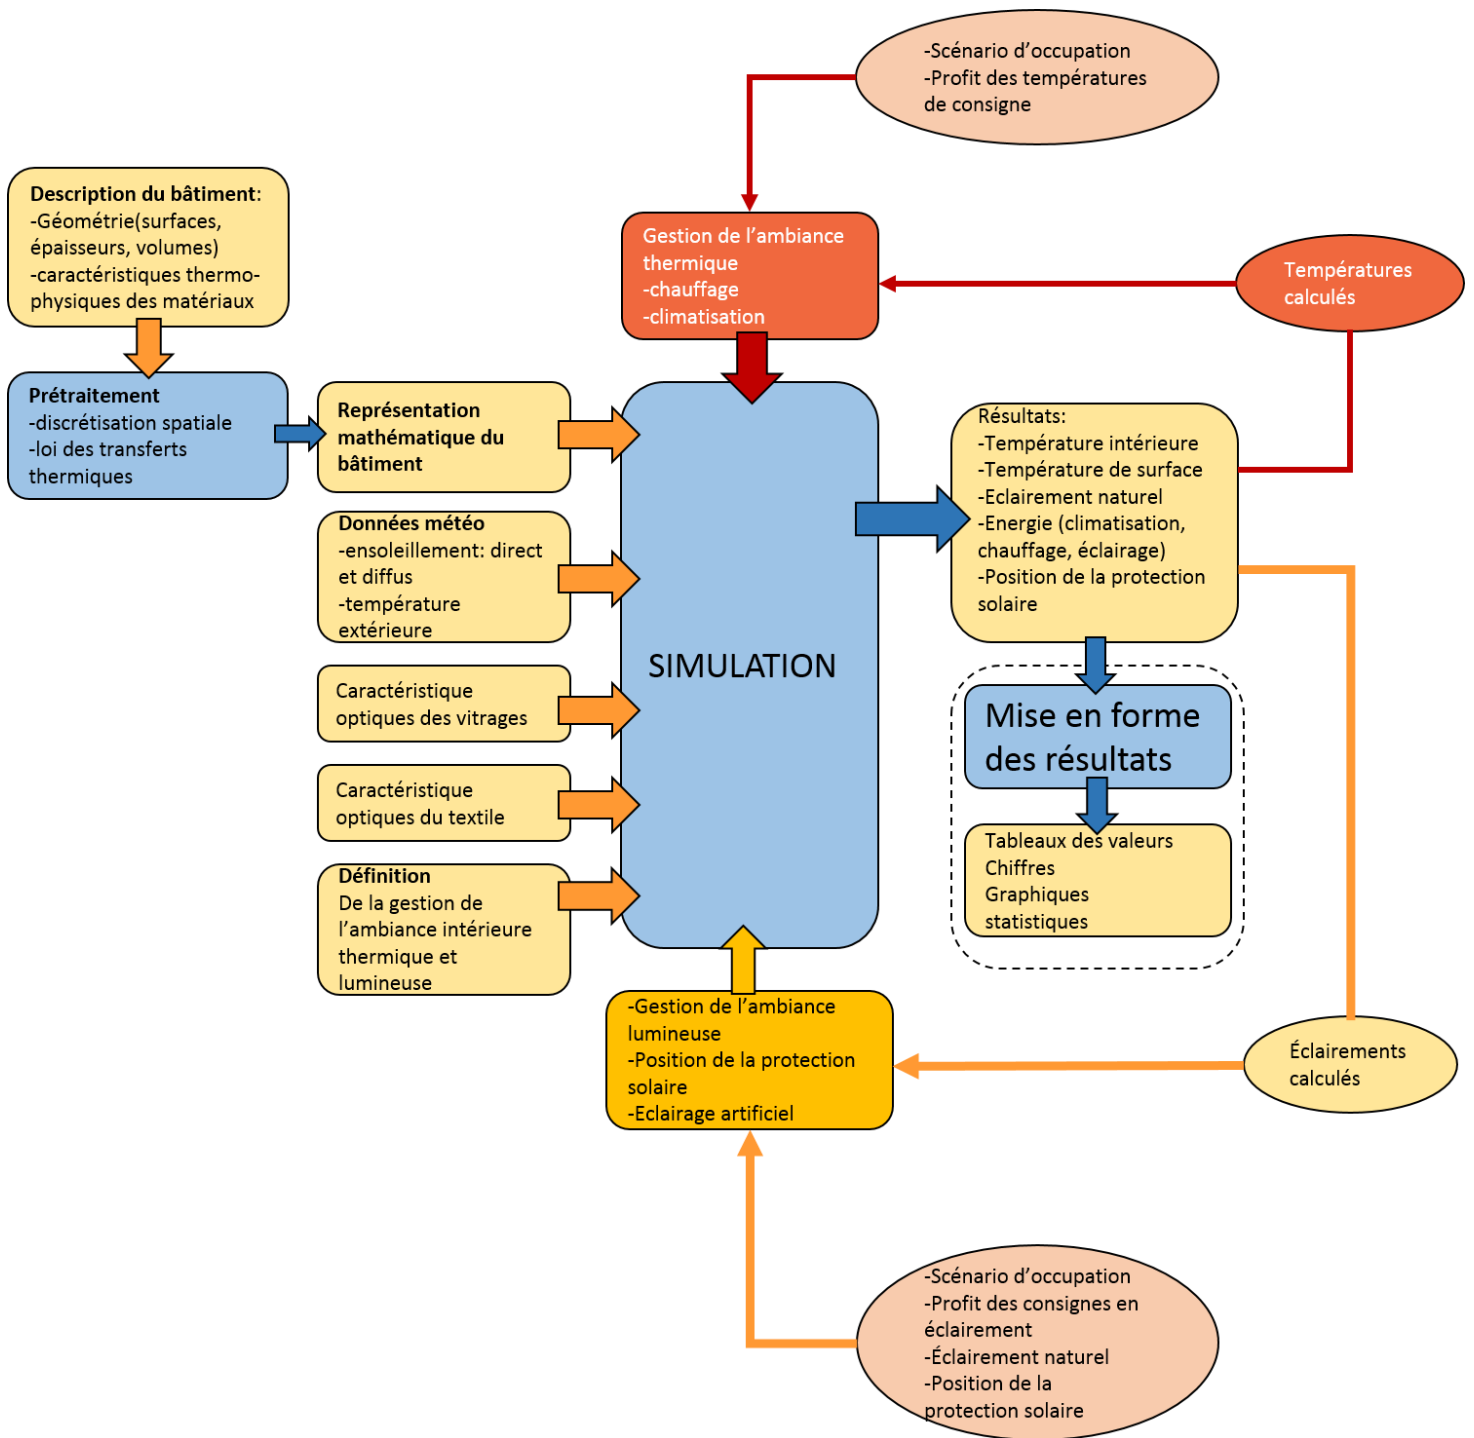 -Scénario d’occupation
-Profit des températures
de consigne
Description du bâtiment:
-Géométrie(surfaces,
épaisseurs, volumes)
-caractéristiques thermo-
physiques des matériaux
Gestion de l’ambiance
thermique
-chauffage
-climatisation
Températures
calculés
Prétraitement
-discrétisation spatiale
-loi des transferts
thermiques
Représentation
mathématique du
bâtiment
Résultats:
-Température intérieure
-Température de surface
-Eclairement naturel
-Energie (climatisation,
chauffage, éclairage)
-Position de la protection
solaire
Données météo
-ensoleillement: direct
et diffus
-température
extérieure
SIMULATION
Caractéristique
optiques des vitrages
Mise en forme
des résultats
Caractéristique
optiques du textile
Tableaux des valeurs
Chiffres
Graphiques
statistiques
Définition
De la gestion de
l’ambiance intérieure
thermique et
lumineuse
-Gestion de l’ambiance
lumineuse
-Position de la protection
solaire
-Eclairage artificiel
Éclairements
calculés
-Scénario d’occupation
-Profit des consignes en
éclairement
-Éclairement naturel
-Position de la
protection solaire